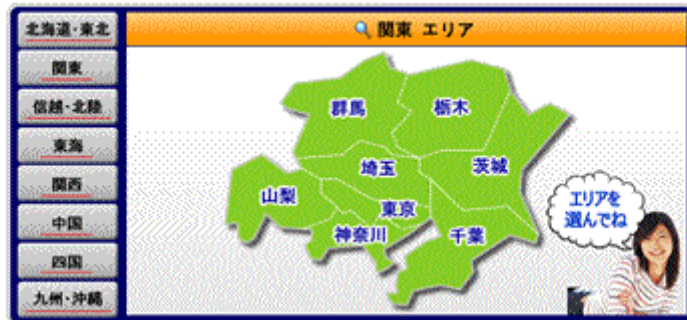 北海道・東北
関東
信越・北陸
東海
関西
中国
四国
九州・沖縄
関東 エリア
群馬
栃木
埼玉
茨城
山梨
東京
神奈川
千葉
エリアを
選んでね